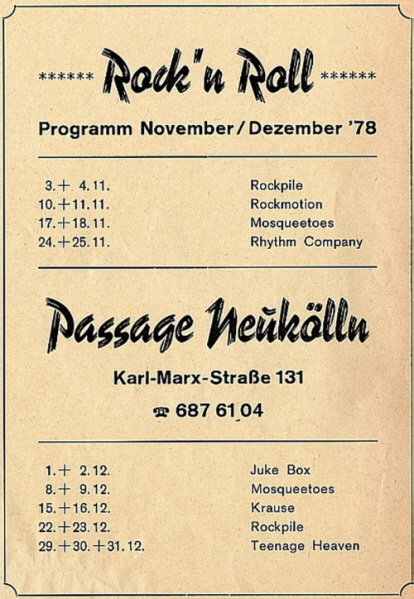 ****** Rock'n Roll ******
Programm November/Dezember '78
3.+ 4.11. Rockpile
10.+11.11. Rockmotion
17.+18.11. Mosqueetoes
24.+25.11. Rhythm Company
Passage Neukölln
Karl-Marx-Straße 131
☎ 687 61 04
1.+ 2.12. Juke Box
8.+ 9.12. Mosqueetoes
15.+16.12. Krause
22.+23.12. Rockpile
29.+30.+31.12. Teenage Heaven